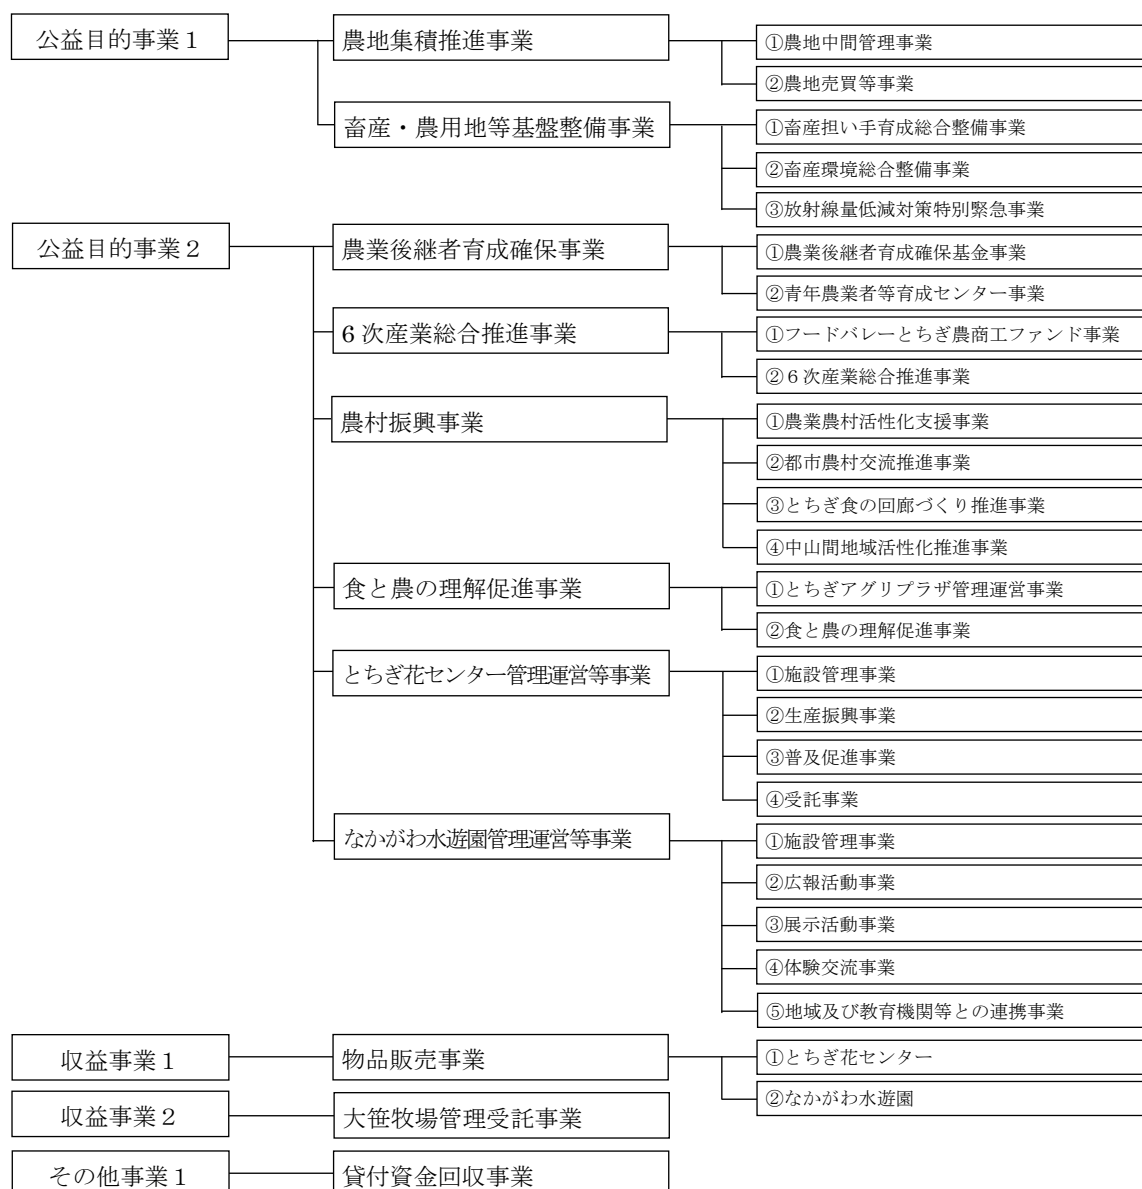 公益目的事業１
農地集積推進事業
①農地中間管理事業
②農地売買等事業
畜産・農用地等基盤整備事業
①畜産担い手育成総合整備事業
②畜産環境総合整備事業
③放射線量低減対策特別緊急事業
公益目的事業２
農業後継者育成確保事業
①農業後継者育成確保基金事業
②青年農業者等育成センター事業
６次産業総合推進事業
①フードバレーとちぎ農商工ファンド事業
②６次産業総合推進事業
農村振興事業
①農業農村活性化支援事業
②都市農村交流推進事業
③とちぎ食の回廊づくり推進事業
④中山間地域活性化推進事業
食と農の理解促進事業
①とちぎアグリプラザ管理運営事業
②食と農の理解促進事業
とちぎ花センター管理運営等事業
①施設管理事業
②生産振興事業
③普及促進事業
④受託事業
なかがわ水遊園管理運営等事業
①施設管理事業
②広報活動事業
③展示活動事業
④体験交流事業
⑤地域及び教育機関等との連携事業
収益事業１
物品販売事業
①とちぎ花センター
②なかがわ水遊園
収益事業２
大笹牧場管理受託事業
その他事業１
貸付資金回収事業